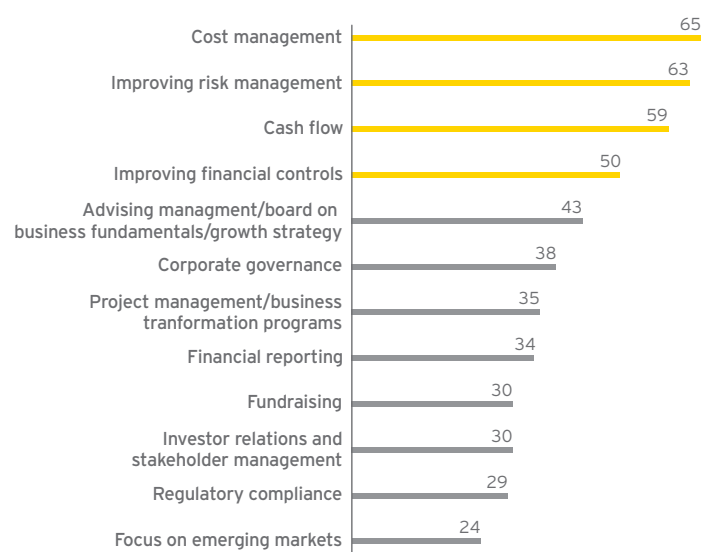 65
Cost management
63
Improving risk management
59
Cash flow
50
Improving financial controls
43
Advising managment/board on
business fundamentals/growth strategy
38
Corporate governance
35
Project management/business
tranformation programs
34
Financial reporting
30
Fundraising
30
Investor relations and
stakeholder management
29
Regulatory compliance
24
Focus on emerging markets